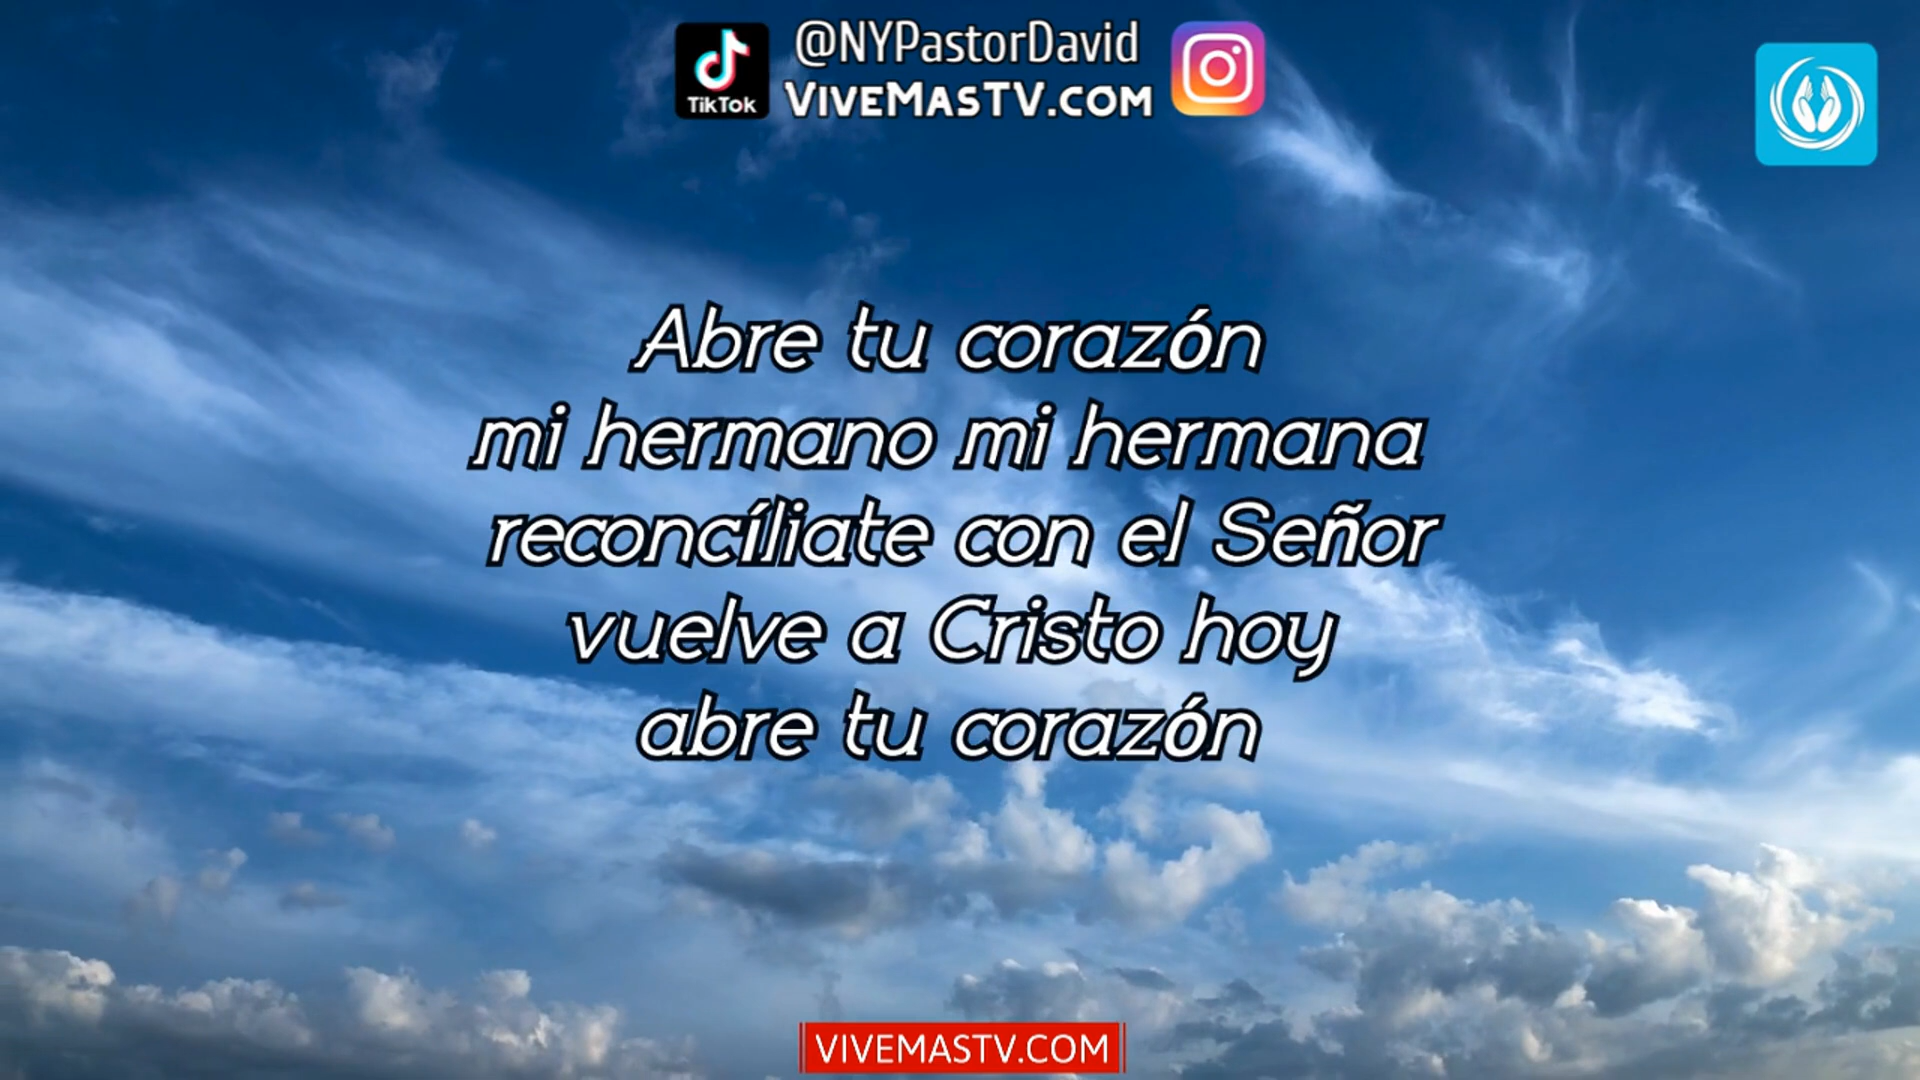 TikTok
@NYPastorDavid
ViveMasTV.com
Abre tu corazón
mi hermano mi hermana
reconcíliate con el Señor
vuelve a Cristo hoy
abre tu corazón
VIVEMASTV.COM